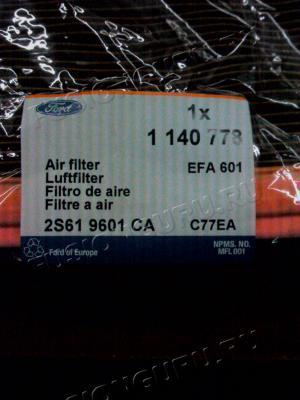 Ford
1x
1 140 778
Air filter
EFA 601
Luftfilter
Filtro de aire
Filtre a air
2S61 9601 CA
C77EA
Ford of Europe
NPMS. NO.
MFL001